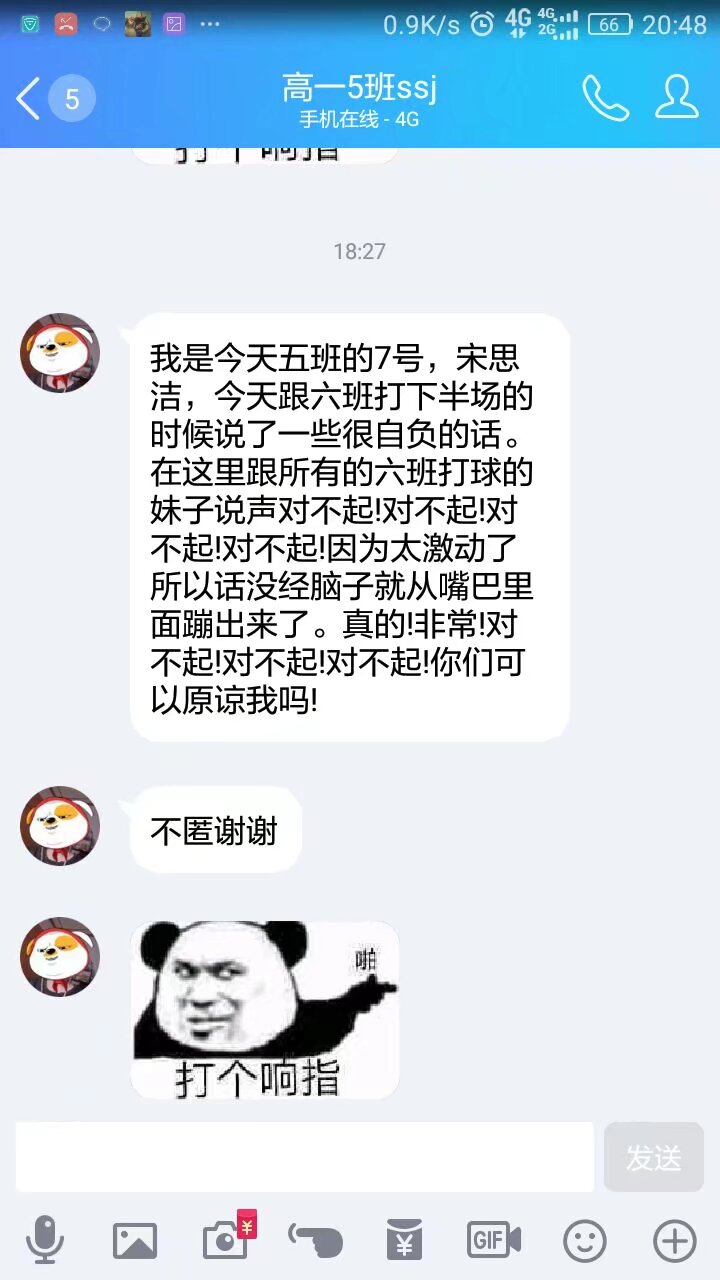 0.9K/s 4G 4G 2G 66 20:48
5
高一5班ssj
手机在线 - 4G
打个响指
18:27
我是今天五班的7号，宋思
洁，今天跟六班打下半场的
时候说了一些很自负的话。
在这里跟所有的六班打球的
妹子说声对不起!对不起!对
不起!对不起!因为太激动了
所以话没经脑子就从嘴巴里
面蹦出来了。真的!非常!对
不起!对不起!对不起!你们可
以原谅我吗!
不匿谢谢
啪
打个响指
发送
¥
¥
GIF